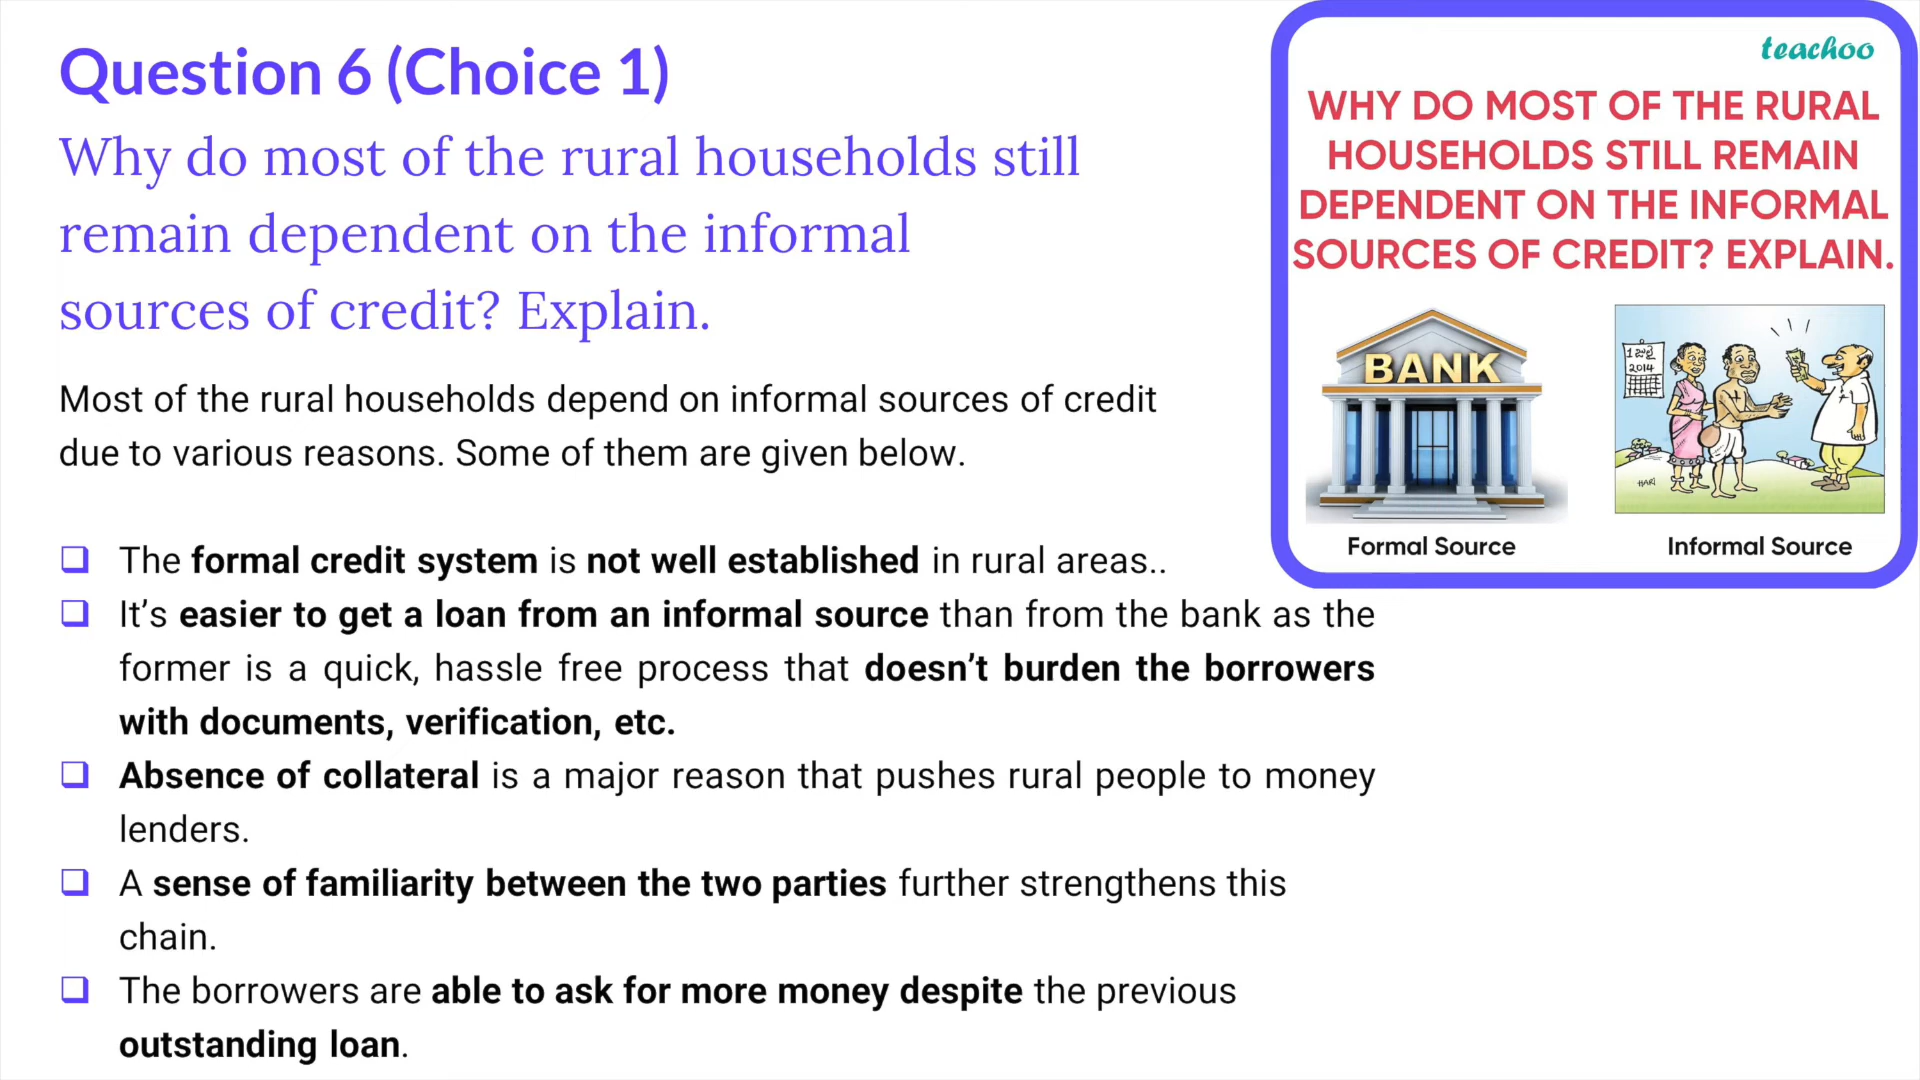 Question 6 (Choice 1)
Why do most of the rural households still
remain dependent on the informal
sources of credit? Explain.
Most of the rural households depend on informal sources of credit
due to various reasons. Some of them are given below.
The formal credit system is not well established in rural areas..
It’s easier to get a loan from an informal source than from the bank as the
former is a quick, hassle free process that doesn’t burden the borrowers
with documents, verification, etc.
Absence of collateral is a major reason that pushes rural people to money
lenders.
A sense of familiarity between the two parties further strengthens this
chain.
The borrowers are able to ask for more money despite the previous
outstanding loan.
teachoo
WHY DO MOST OF THE RURAL
HOUSEHOLDS STILL REMAIN
DEPENDENT ON THE INFORMAL
SOURCES OF CREDIT? EXPLAIN.
BANK
2014
HARI
Formal Source
Informal Source